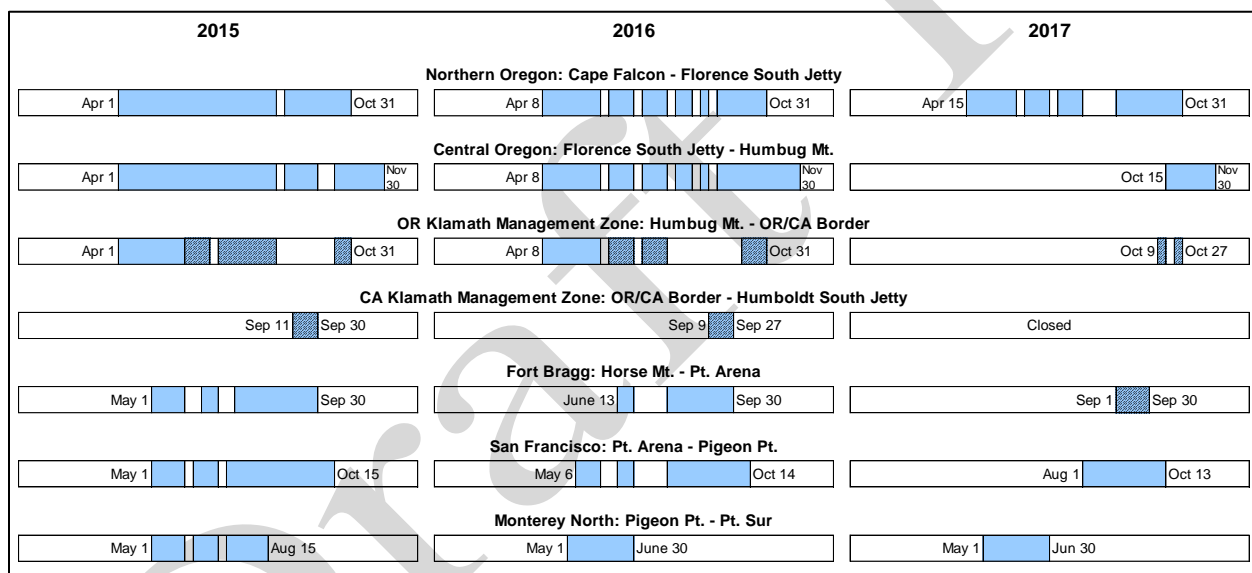 2015 2016 2017
Northern Oregon: Cape Falcon - Florence South Jetty
Apr 1 Oct 31 Apr 8 Oct 31 Apr 15 Oct 31
Central Oregon: Florence South Jetty - Humbug Mt.
Apr 1 Nov 30 Apr 8 Nov 30 Oct 15 Nov 30
OR Klamath Management Zone: Humbug Mt. - OR/CA Border
Apr 1 Oct 31 Apr 8 Oct 31 Oct 9 Oct 27
CA Klamath Management Zone: OR/CA Border - Humboldt South Jetty
Sep 11 Sep 30 Sep 9 Sep 27 Closed
Fort Bragg: Horse Mt. - Pt. Arena
May 1 Sep 30 June 13 Sep 30 Sep 1 Sep 30
San Francisco: Pt. Arena - Pigeon Pt.
May 1 Oct 15 May 6 Oct 14 Aug 1 Oct 13
Monterey North: Pigeon Pt. - Pt. Sur
May 1 Aug 15 May 1 June 30 May 1 Jun 30
Draft